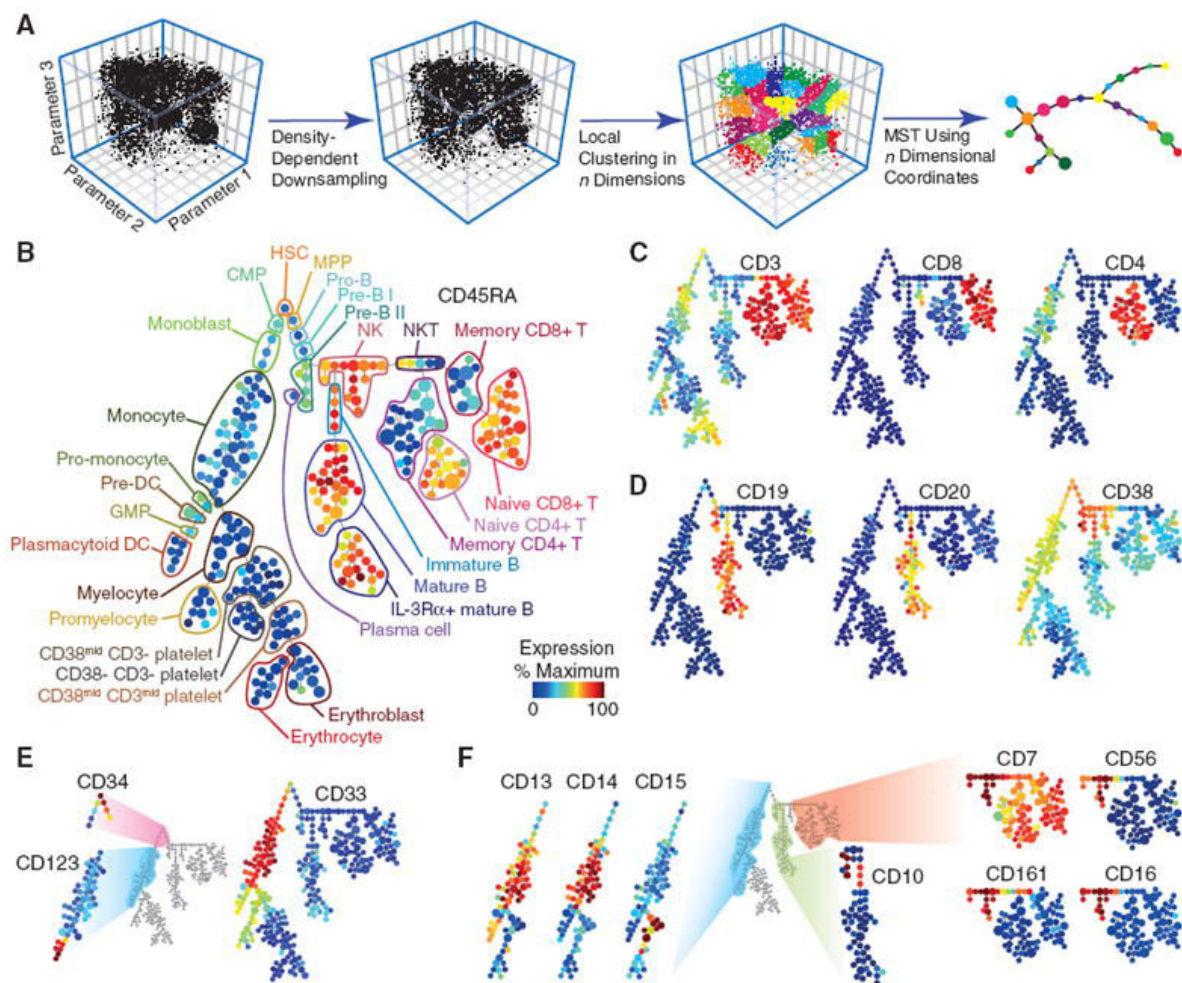 A
Parameter 3
Parameter 2
Parameter 1
Density-
Dependent
Downsampling
Local
Clustering in
n Dimensions
MST Using
n Dimensional
Coordinates
B
HSC
CMP
MPP
Pro-B
Pre-B I
Pre-B II
CD45RA
Monoblast
NK
NKT
Memory CD8+ T
Monocyte
Pro-monocyte
Pre-DC
GMP
Plasmacytoid DC
Naive CD8+ T
Naive CD4+ T
Memory CD4+ T
Immature B
Mature B
IL-3Rα+ mature B
Plasma cell
Myelocyte
Promyelocyte
CD38mid CD3- platelet
CD38- CD3- platelet
CD38mid CD3mid platelet
Erythroblast
Erythrocyte
Expression
% Maximum
0 100
C
CD3
CD8
CD4
D
CD19
CD20
CD38
E
CD34
CD33
CD123
F
CD13
CD14
CD15
CD10
CD7
CD56
CD161
CD16